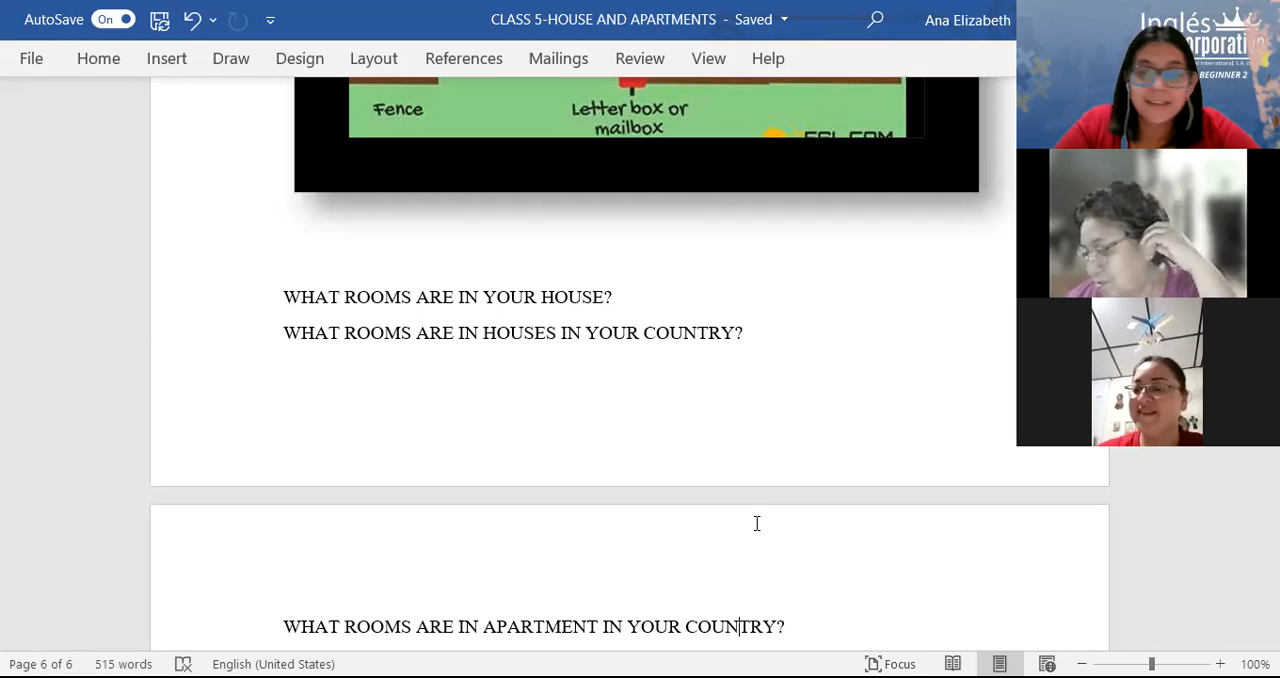 AutoSave On CLASS 5-HOUSE AND APARTMENTS - Saved Ana Elizabeth
File Home Insert Draw Design Layout References Mailings Review View Help
Inglés
BEGINNER 2
Fence Letter box or
mailbox
WHAT ROOMS ARE IN YOUR HOUSE?
WHAT ROOMS ARE IN HOUSES IN YOUR COUNTRY?
WHAT ROOMS ARE IN APARTMENT IN YOUR COUNTRY?
Page 6 of 6 515 words English (United States) Focus 100%